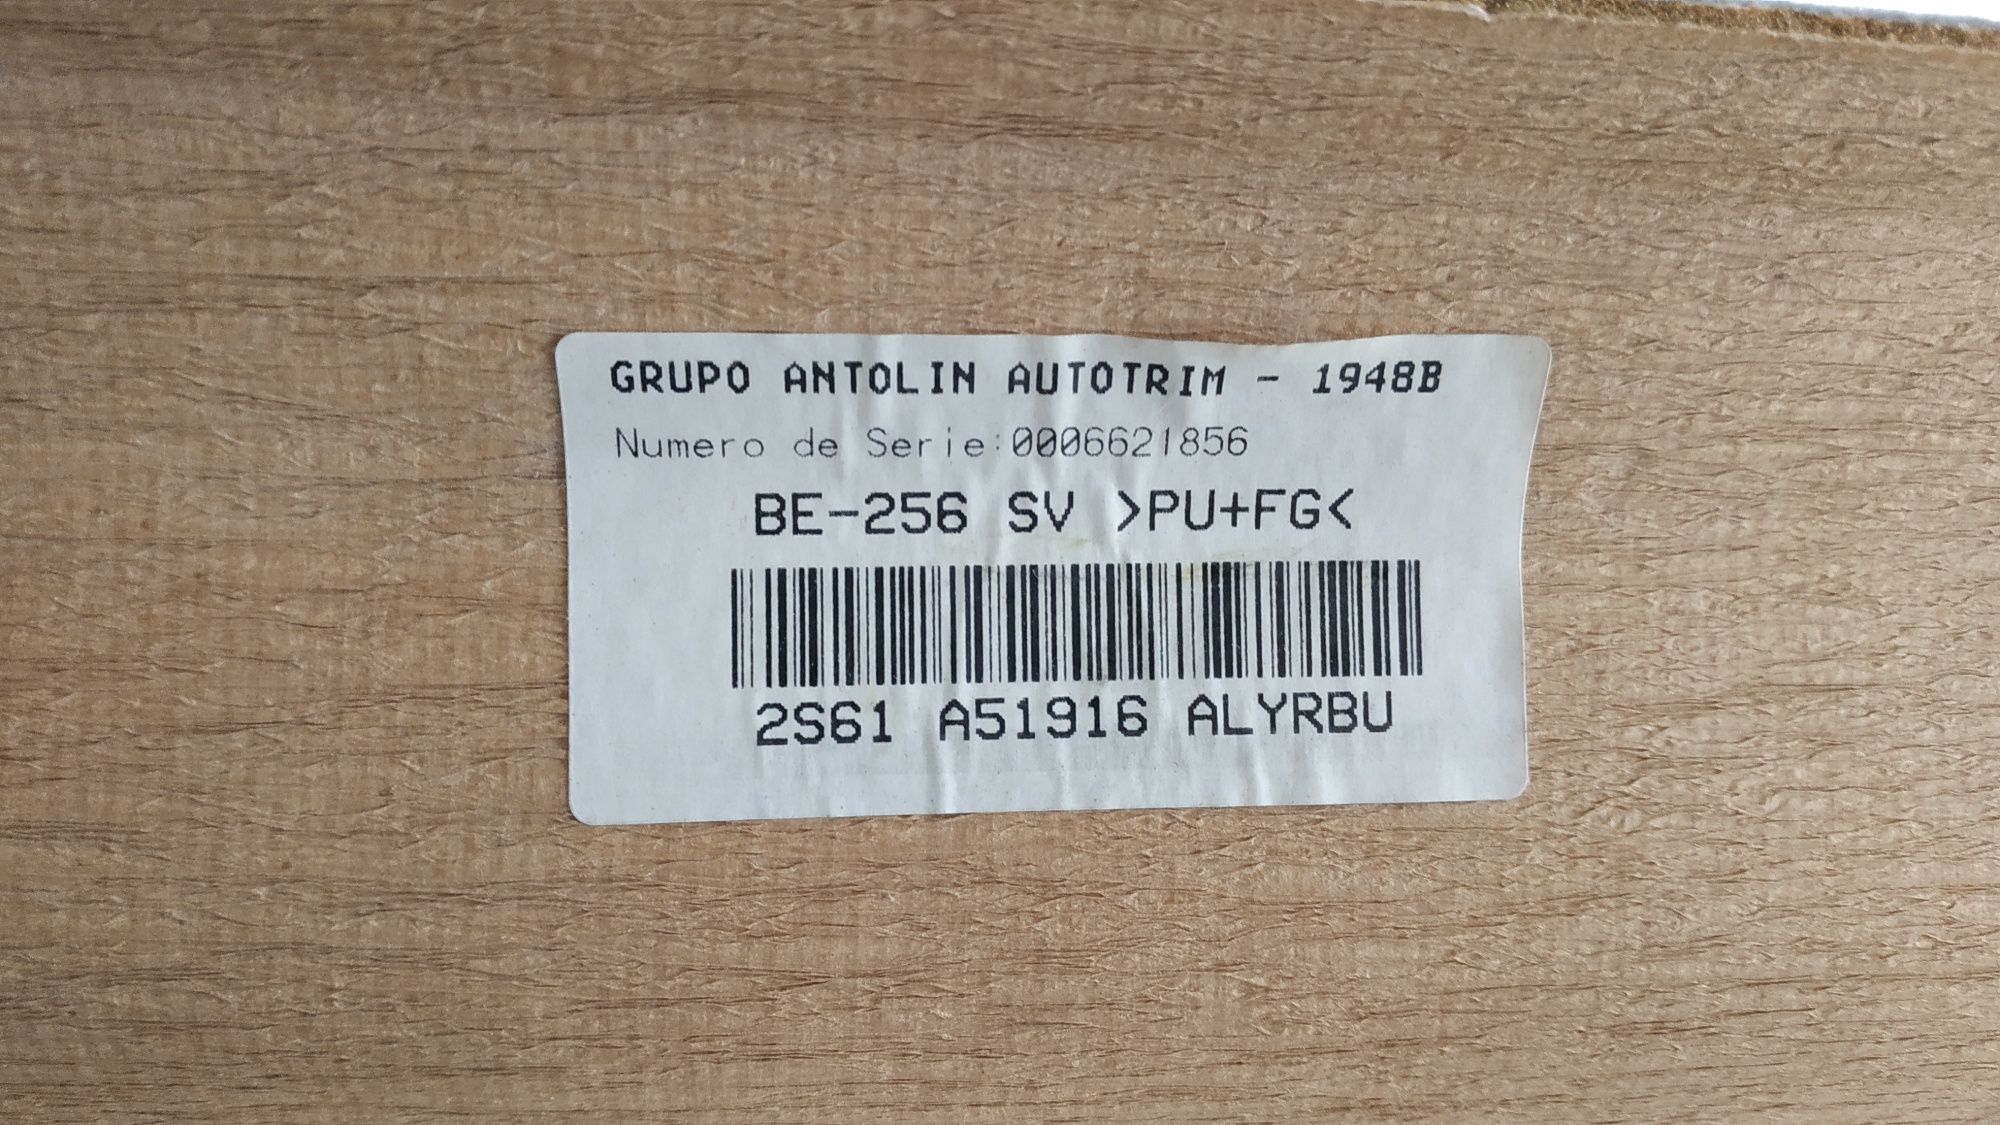 GRUPO ANTOLIN AUTOTRIM - 1948B
Numero de Serie:0006621856
BE-256 SV >PU+FG<
2S61 A51916 ALYRBU